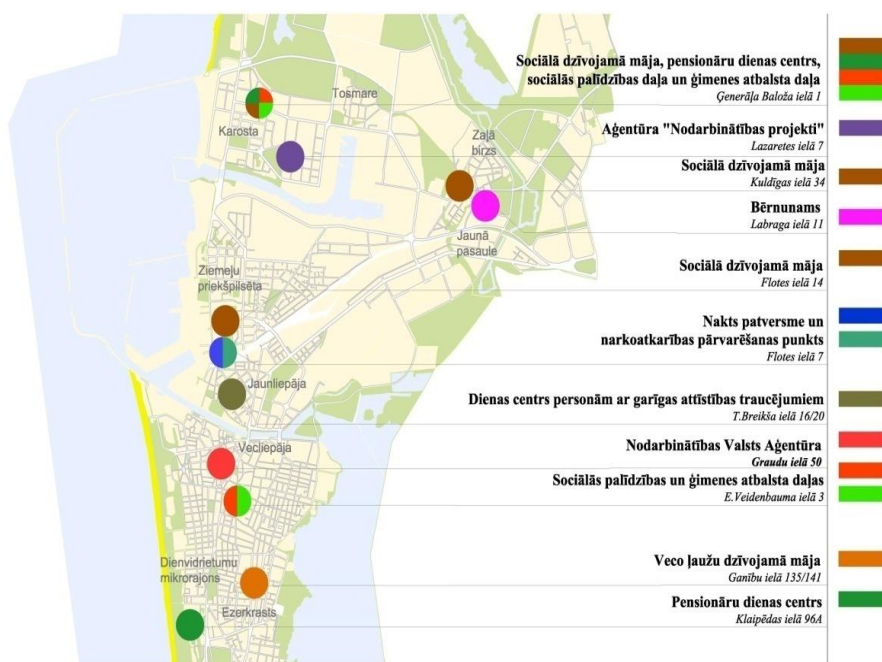 Karosta
Tosmare
Zaļā
birzs
Jaunā
pasaule
Ziemeļu
priekšpilsēta
Jaunliepāja
Vecliepāja
Dienvidrietumu
mikrorajons
Ezerkrasts
Sociālā dzīvojamā māja, pensionāru dienas centrs,
sociālās palīdzības daļa un ģimenes atbalsta daļa
Ģenerāļa Baloža ielā 1
Aģentūra "Nodarbinātības projekti"
Lazaretes ielā 7
Sociālā dzīvojamā māja
Kuldīgas ielā 34
Bērnunams
Labraga ielā 11
Sociālā dzīvojamā māja
Flotes ielā 14
Nakts patversme un
narkoatkarības pārvarēšanas punkts
Flotes ielā 7
Dienas centrs personām ar garīgas attīstības traucējumiem
T.Breikša ielā 16/20
Nodarbinātības Valsts Aģentūra
Graudu ielā 50
Sociālās palīdzības un ģimenes atbalsta daļas
E.Veidenbauma ielā 3
Veco ļaužu dzīvojamā māja
Ganību ielā 135/141
Pensionāru dienas centrs
Klaipēdas ielā 96A